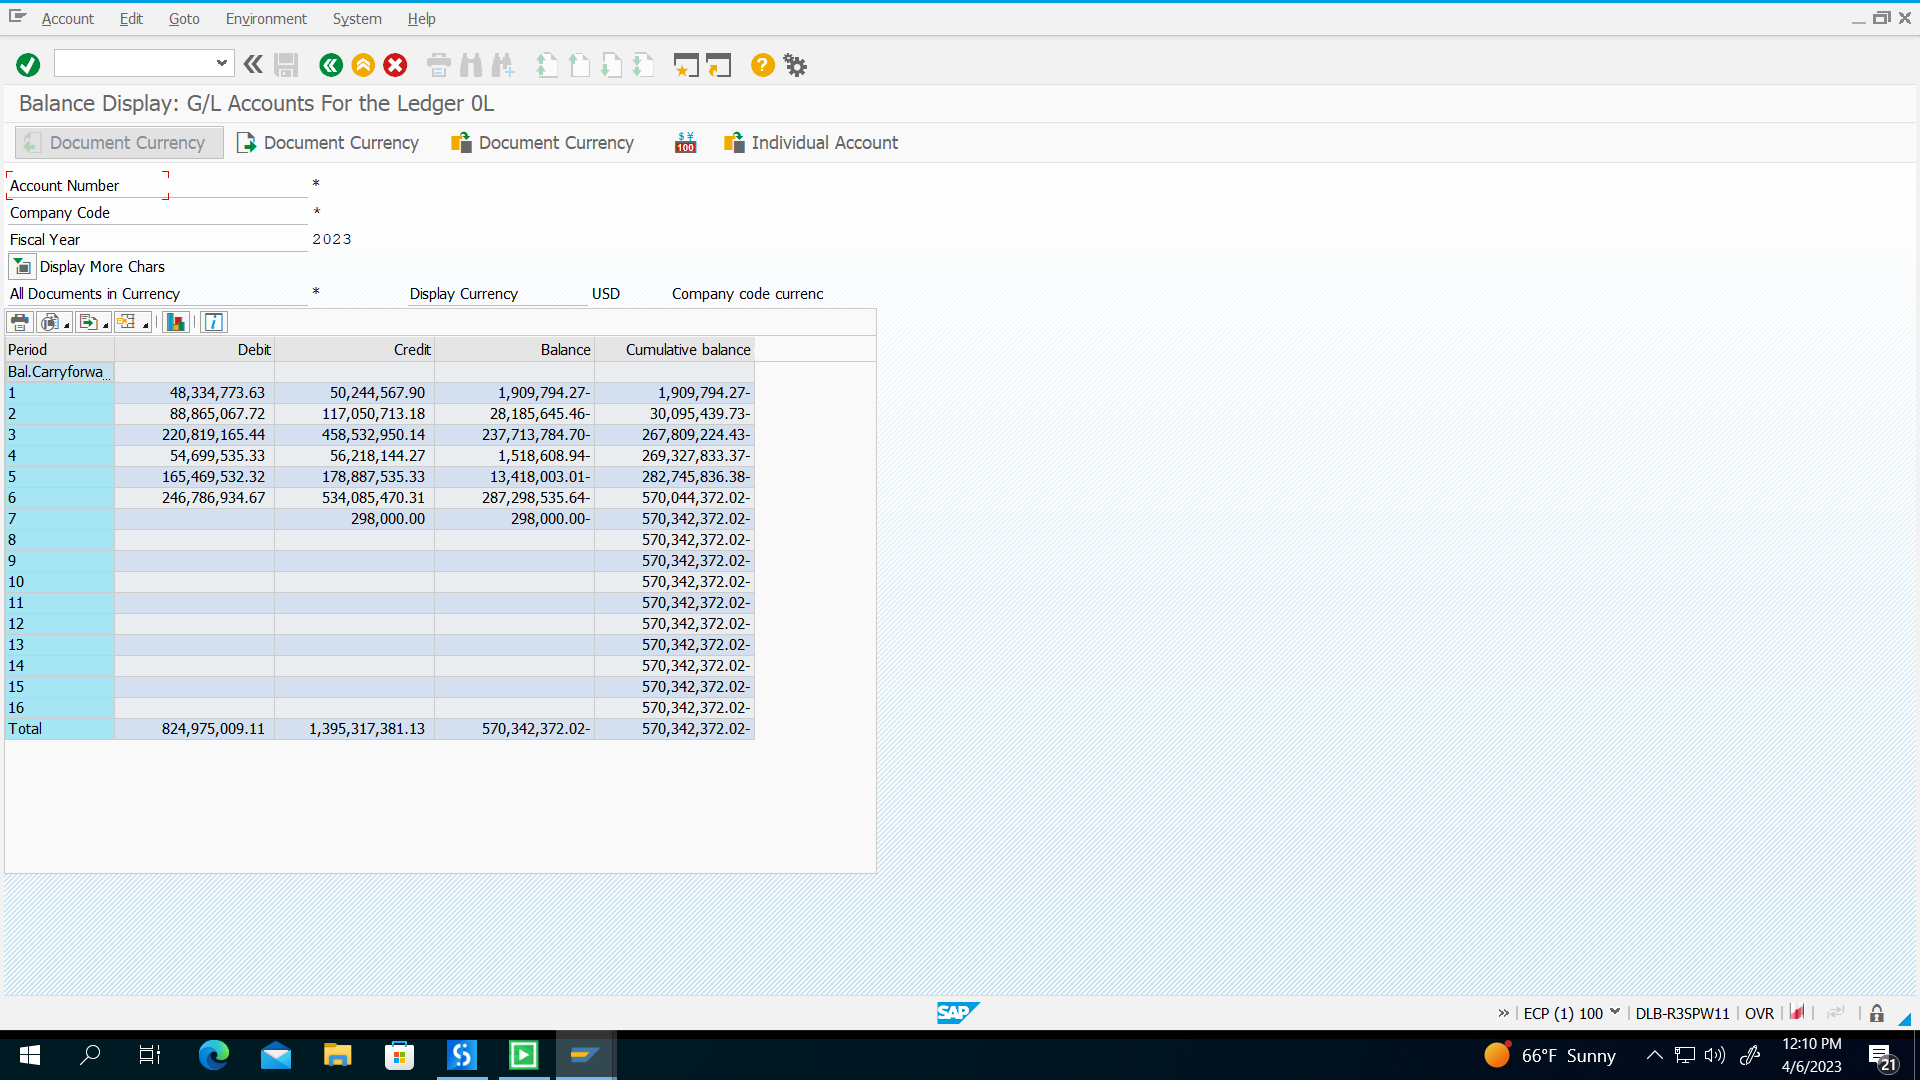 Account Edit Goto Environment System Help
Balance Display: G/L Accounts For the Ledger 0L
Document Currency Document Currency Document Currency $ ¥ 100 Individual Account
Account Number *
Company Code *
Fiscal Year 2023
Display More Chars
All Documents in Currency * Display Currency USD Company code currenc
Period Debit Credit Balance Cumulative balance
Bal.Carryforwa...
1 48,334,773.63 50,244,567.90 1,909,794.27- 1,909,794.27-
2 88,865,067.72 117,050,713.18 28,185,645.46- 30,095,439.73-
3 220,819,165.44 458,532,950.14 237,713,784.70- 267,809,224.43-
4 54,699,535.33 56,218,144.27 1,518,608.94- 269,327,833.37-
5 165,469,532.32 178,887,535.33 13,418,003.01- 282,745,836.38-
6 246,786,934.67 534,085,470.31 287,298,535.64- 570,044,372.02-
7 298,000.00 298,000.00- 570,342,372.02-
8 570,342,372.02-
9 570,342,372.02-
10 570,342,372.02-
11 570,342,372.02-
12 570,342,372.02-
13 570,342,372.02-
14 570,342,372.02-
15 570,342,372.02-
16 570,342,372.02-
Total 824,975,009.11 1,395,317,381.13 570,342,372.02- 570,342,372.02-
SAP ECP (1) 100 DLB-R3SPW11 OVR
66°F Sunny 12:10 PM
4/6/2023 21